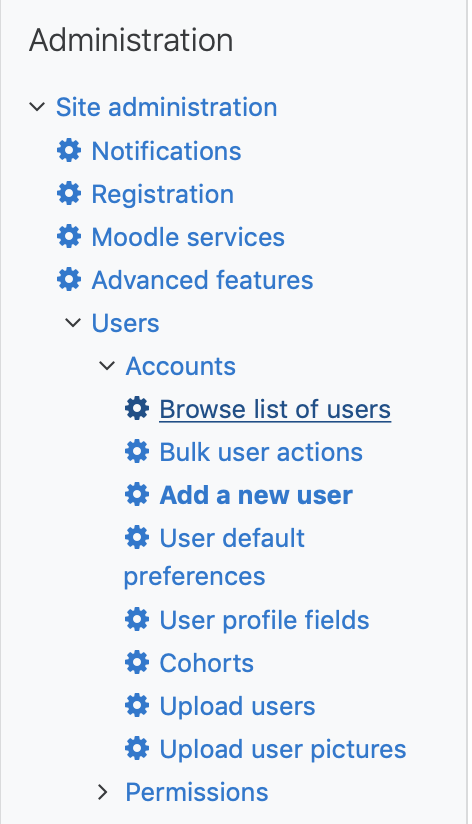 Administration
Site administration
Notifications
Registration
Moodle services
Advanced features
Users
Accounts
Browse list of users
Bulk user actions
Add a new user
User default
preferences
User profile fields
Cohorts
Upload users
Upload user pictures
Permissions